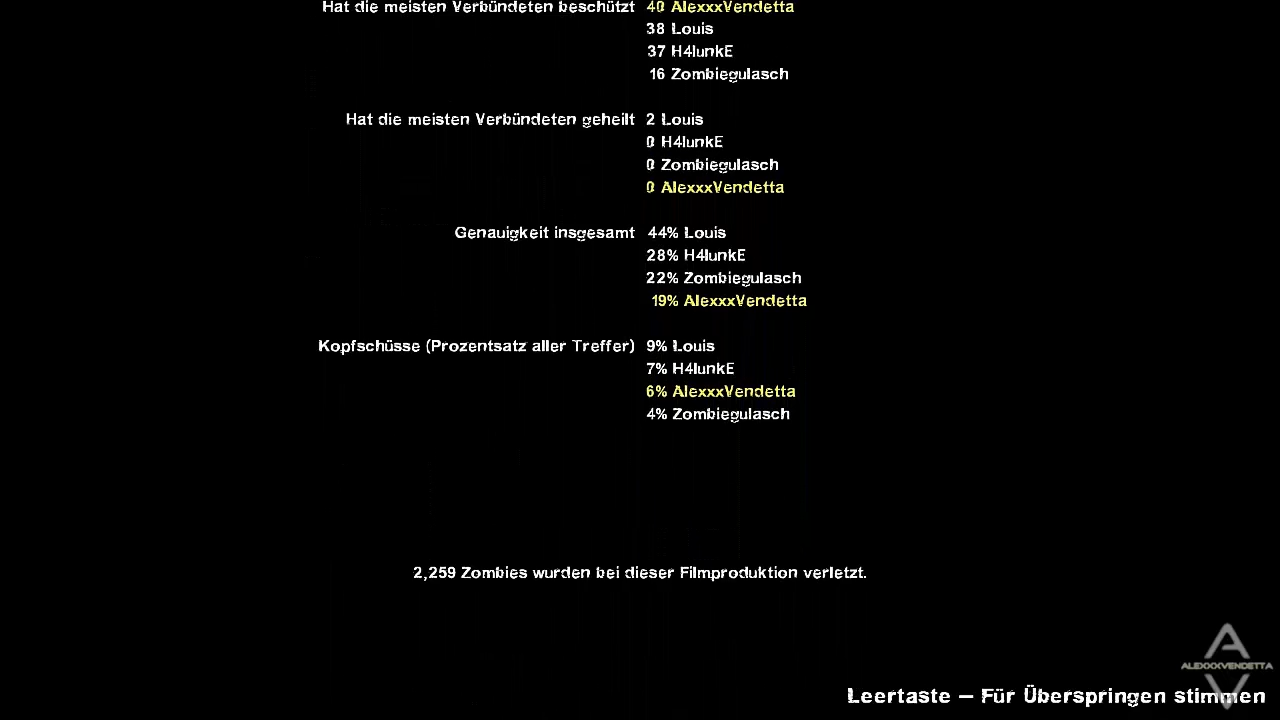 Hat die meisten Verbündeten beschützt 40 AlexxxVendetta
38 Louis
37 H4lunkE
16 Zombiegulasch
Hat die meisten Verbündeten geheilt 2 Louis
0 H4lunkE
0 Zombiegulasch
0 AlexxxVendetta
Genauigkeit insgesamt 44% Louis
28% H4lunkE
22% Zombiegulasch
19% AlexxxVendetta
Kopfschüsse (Prozentsatz aller Treffer) 9% Louis
7% H4lunkE
6% AlexxxVendetta
4% Zombiegulasch
2,259 Zombies wurden bei dieser Filmproduktion verletzt.
ALEXXXVENDETTA
Leertaste – Für Überspringen stimmen